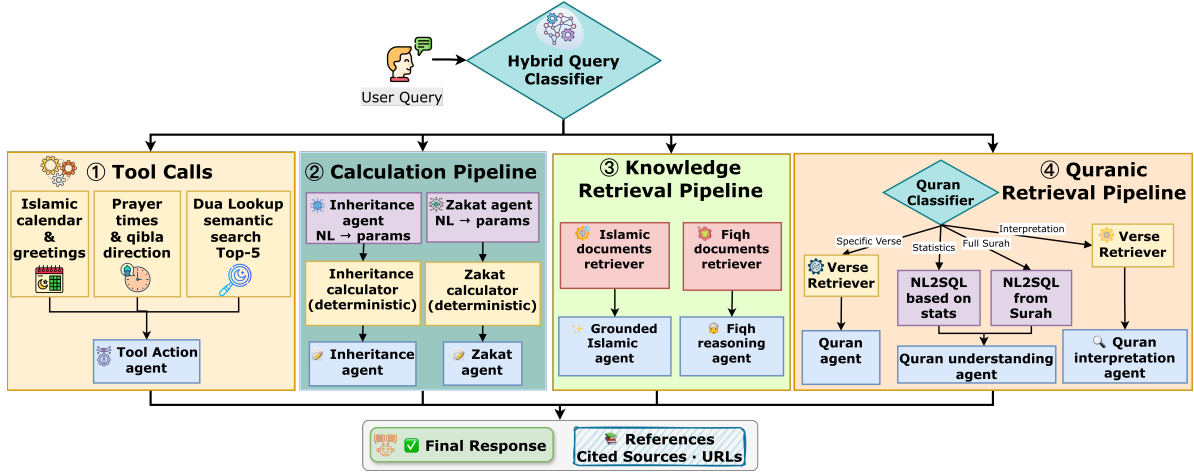 Hybrid Query
Classifier
User Query
① Tool Calls
Islamic
calendar
&
greetings
Prayer
times
& qibla
direction
Dua Lookup
semantic
search
Top-5
Tool Action
agent
② Calculation Pipeline
Inheritance
agent
NL → params
Zakat agent
NL → params
Inheritance
calculator
(deterministic)
Zakat
calculator
(deterministic)
Inheritance
agent
Zakat
agent
③ Knowledge
Retrieval Pipeline
Islamic
documents
retriever
Fiqh
documents
retriever
Grounded
Islamic
agent
Fiqh
reasoning
agent
④ Quranic
Retrieval Pipeline
Quran
Classifier
Specific Verse
Statistics
Full Surah
Interpretation
Verse
Retriever
NL2SQL
based on
stats
NL2SQL
from
Surah
Verse
Retriever
Quran
agent
Quran understanding
agent
Quran
interpretation
agent
Final Response
References
Cited Sources · URLs